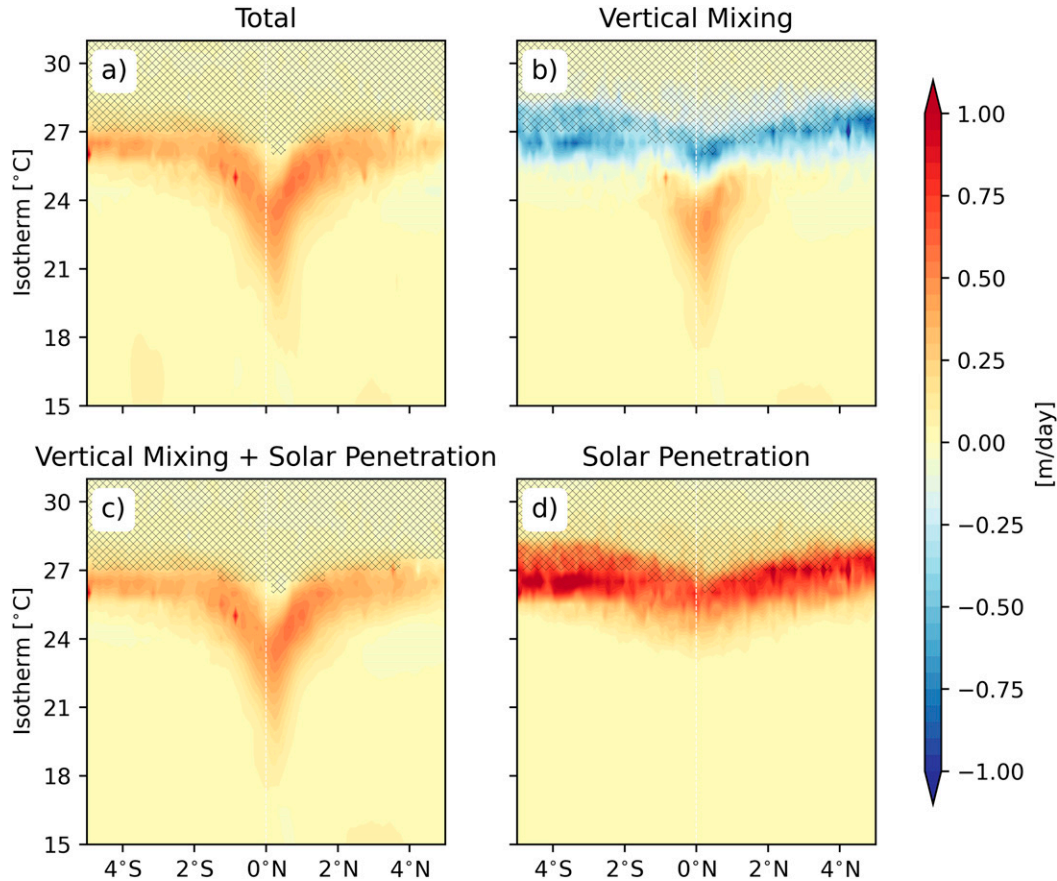 Total
Vertical Mixing
a)
b)
Isotherm [°C]
30
27
24
21
18
15
1.00
0.75
0.50
0.25
0.00
−0.25
−0.50
−0.75
−1.00
[m/day]
Vertical Mixing + Solar Penetration
Solar Penetration
c)
d)
Isotherm [°C]
30
27
24
21
18
15
4°S 2°S 0°N 2°N 4°N
4°S 2°S 0°N 2°N 4°N